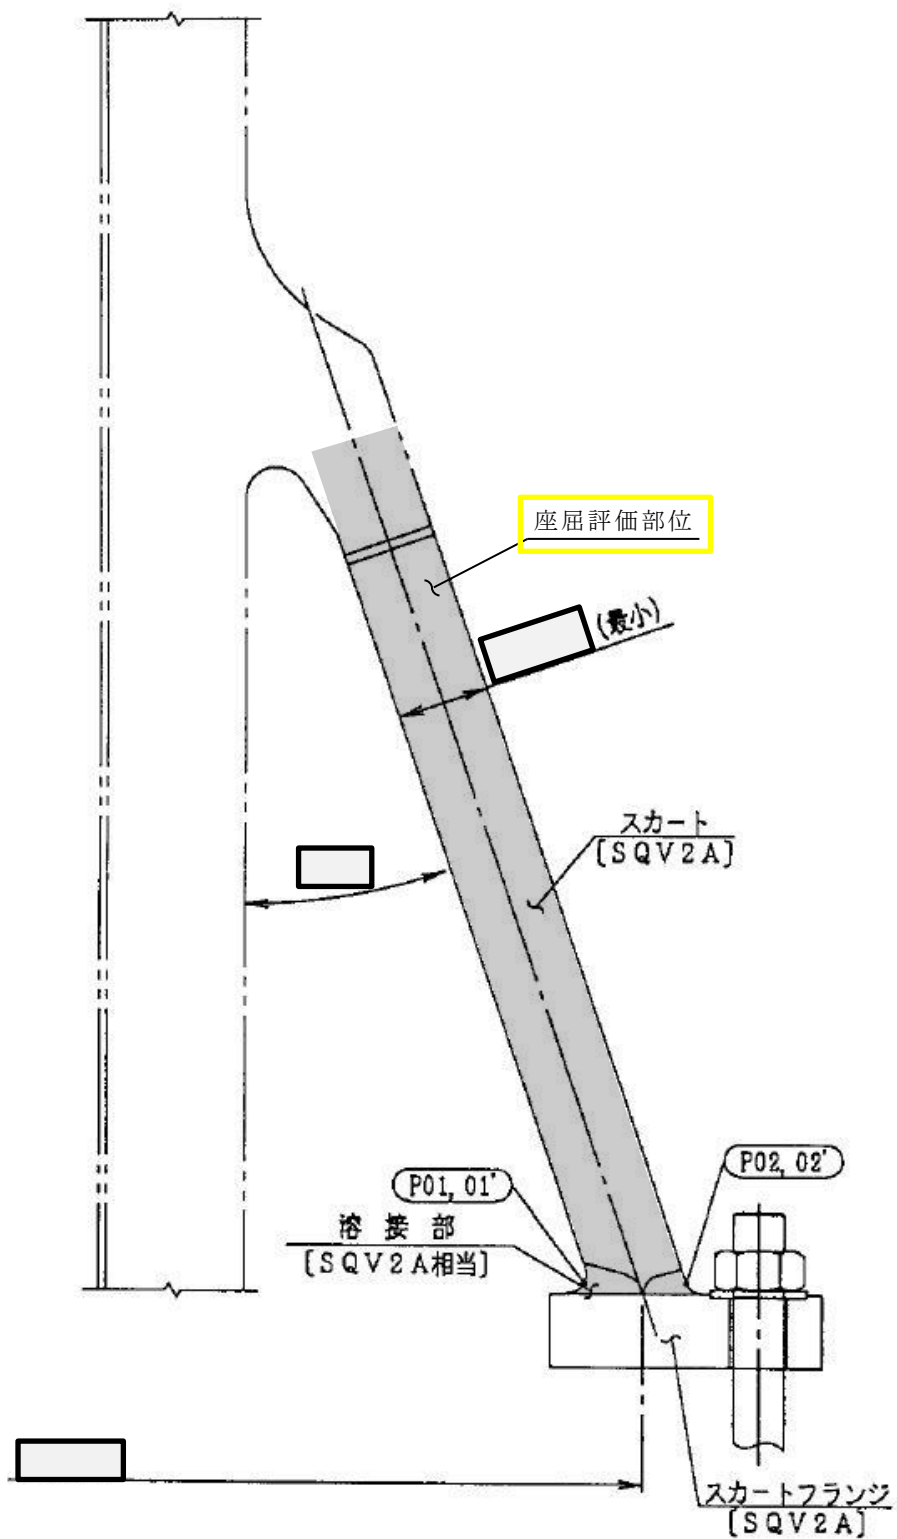 座屈評価部位
(最小)
スカート
[SQV2A]
P01, 01'
P02, 02'
溶接部
[SQV2A相当]
スカートフランジ
[SQV2A]